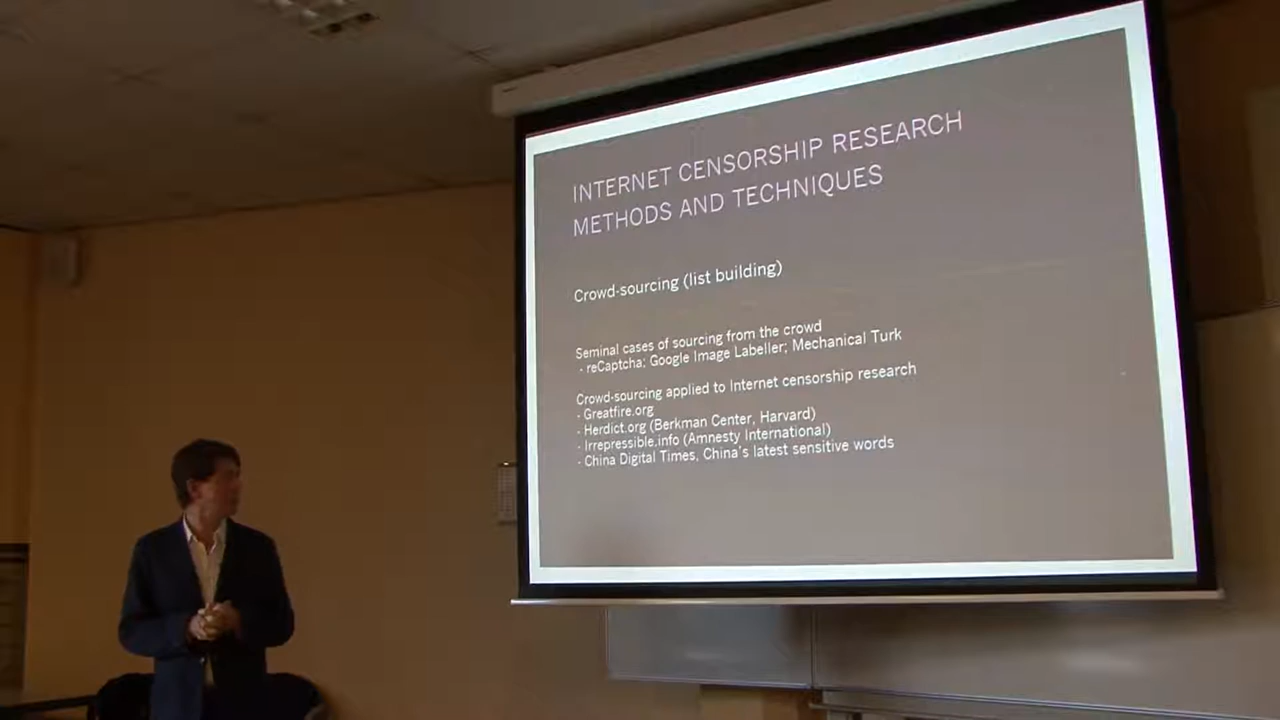 INTERNET CENSORSHIP RESEARCH
METHODS AND TECHNIQUES
Crowd-sourcing (list building)
Seminal cases of sourcing from the crowd
- reCaptcha; Google Image Labeller; Mechanical Turk
Crowd-sourcing applied to Internet censorship research
- Greatfire.org
- Herdict.org (Berkman Center, Harvard)
- Irrepressible.info (Amnesty International)
- China Digital Times, China's latest sensitive words